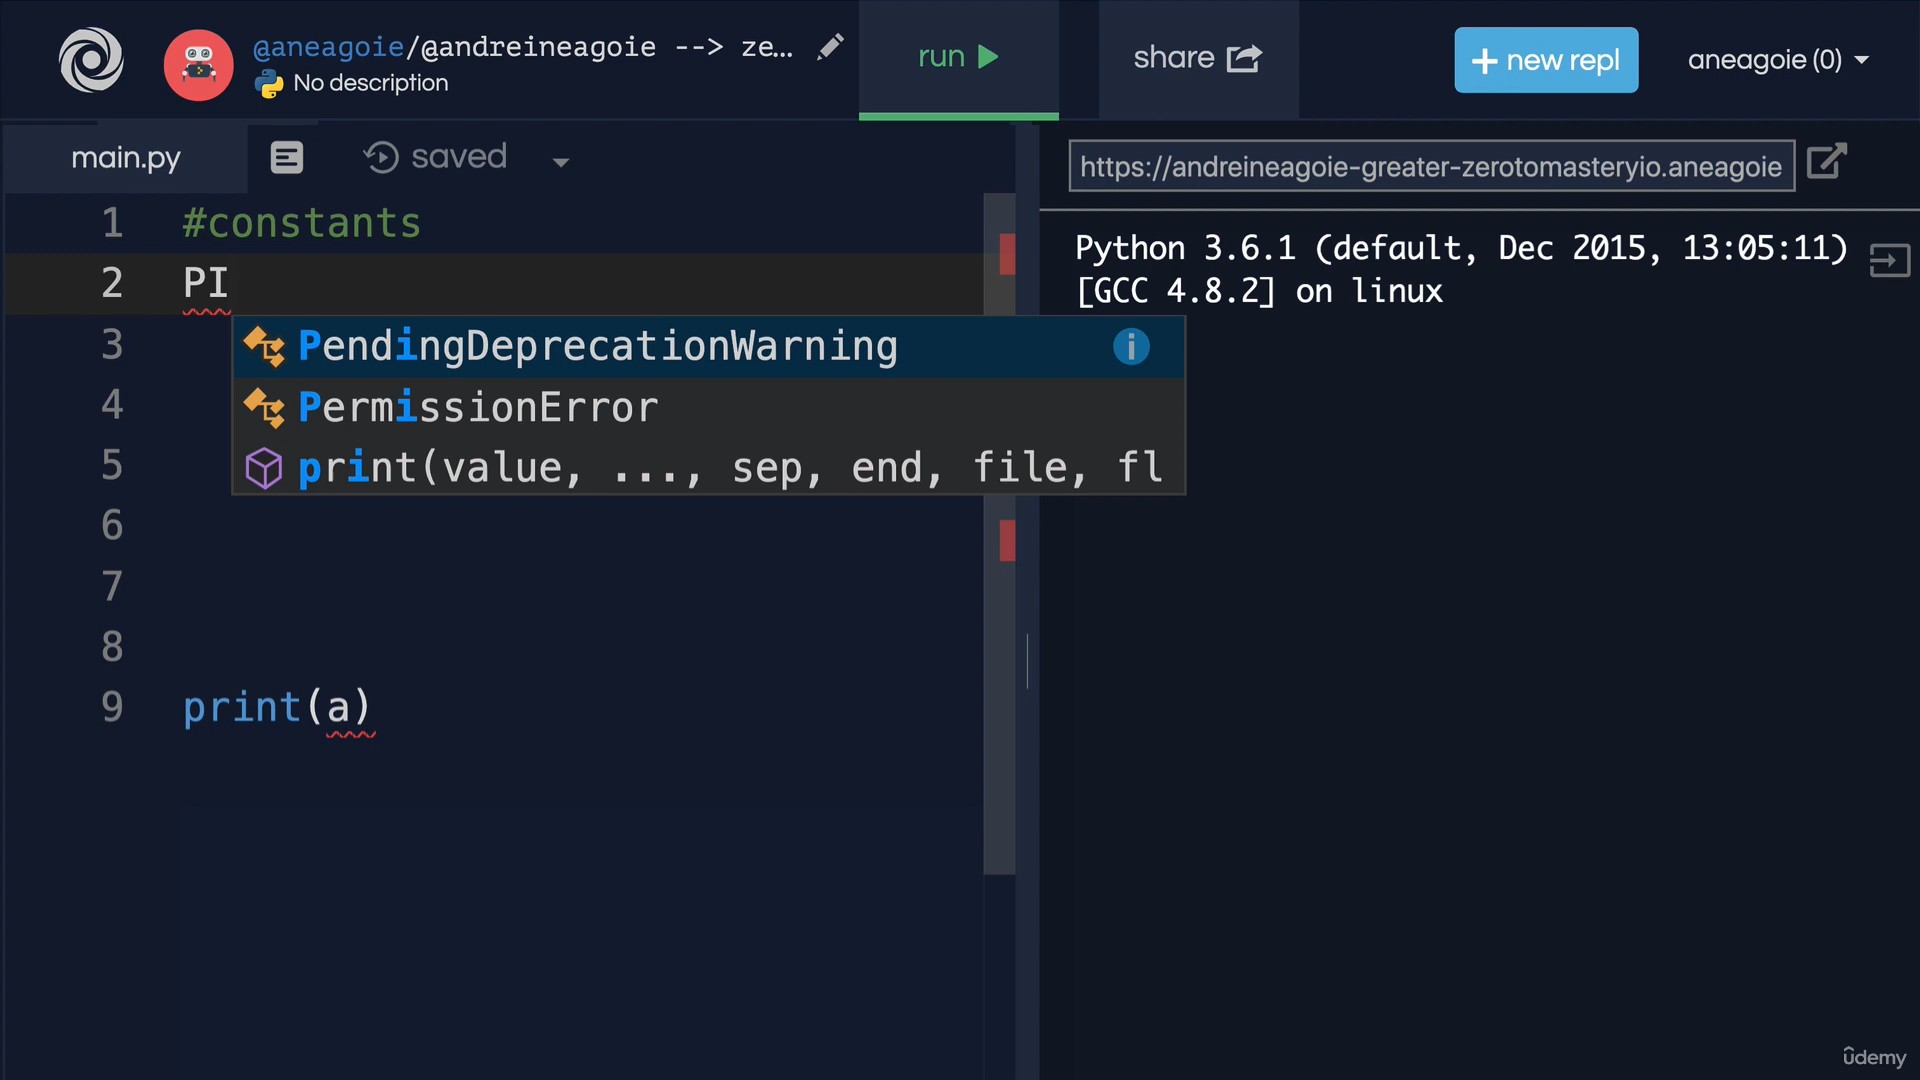 @aneagoie/@andreineagoie --> ze...
No description
run
share
+ new repl
aneagoie (0)
main.py
saved
https://andreineagoie-greater-zerotomasteryio.aneagoie
1 #constants
2 PI
3
4
5
6
7
8
9 print(a)
PendingDeprecationWarning
PermissionError
print(value, ..., sep, end, file, fl
Python 3.6.1 (default, Dec 2015, 13:05:11)
[GCC 4.8.2] on linux
ûdemy